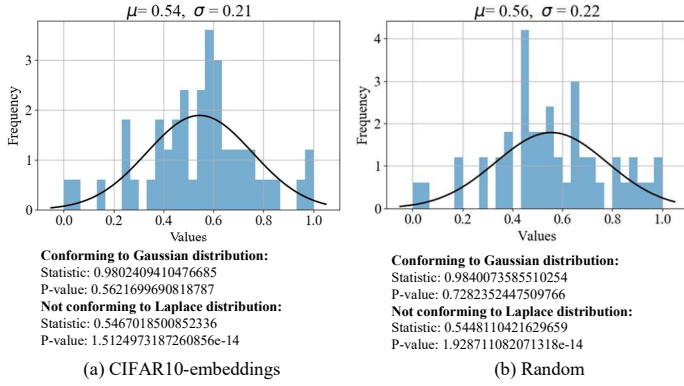 μ= 0.54, σ = 0.21
Frequency
3
2
1
0
0.0 0.2 0.4 0.6 0.8 1.0
Values
Conforming to Gaussian distribution:
Statistic: 0.9802409410476685
P-value: 0.5621699690818787
Not conforming to Laplace distribution:
Statistic: 0.5467018500852336
P-value: 1.5124973187260856e-14
(a) CIFAR10-embeddings
μ= 0.56, σ = 0.22
Frequency
4
3
2
1
0
0.0 0.2 0.4 0.6 0.8 1.0
Values
Conforming to Gaussian distribution:
Statistic: 0.9840073585510254
P-value: 0.7282352447509766
Not conforming to Laplace distribution:
Statistic: 0.5448110421629659
P-value: 1.928711082071318e-14
(b) Random